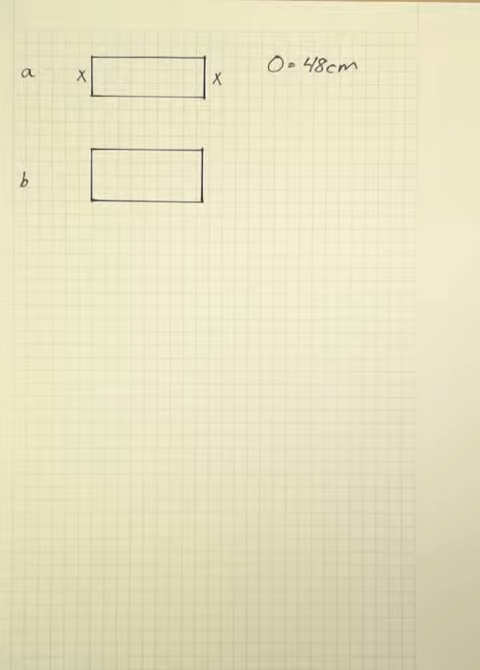 a x x O = 48cm
b